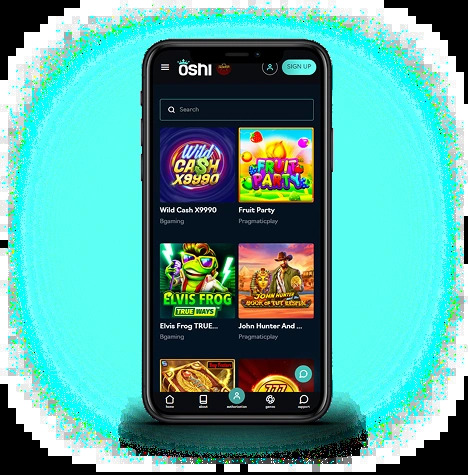 oshi
SIGN UP
Search
Wild
CA$H
X9990
FRUIT
PARTY
Wild Cash X9990
Fruit Party
Bgaming
Pragmaticplay
ELVIS FROG
TRUE WAYS
JOHN HUNTER
BOOK OF TUT RESPIN
Elvis Frog TRUE...
John Hunter And ...
Bgaming
Pragmaticplay
777
home
about
authorization
games
support